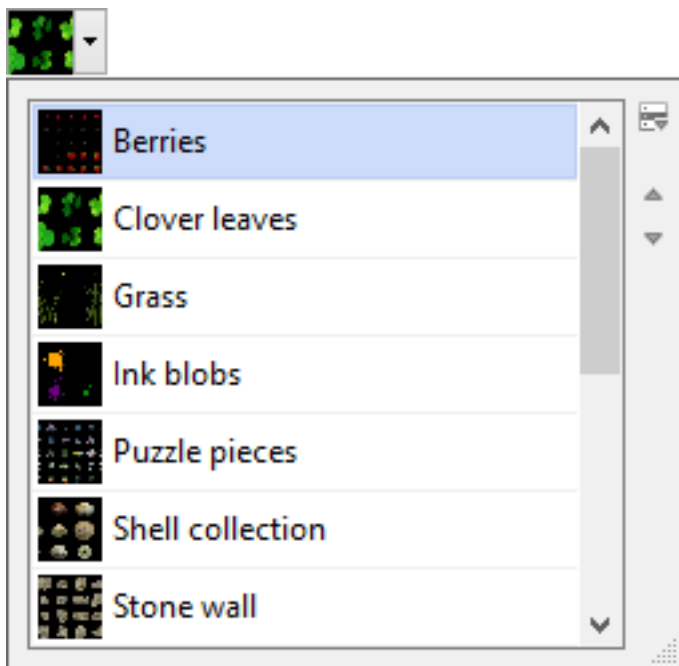 Berries
Clover leaves
Grass
Ink blobs
Puzzle pieces
Shell collection
Stone wall